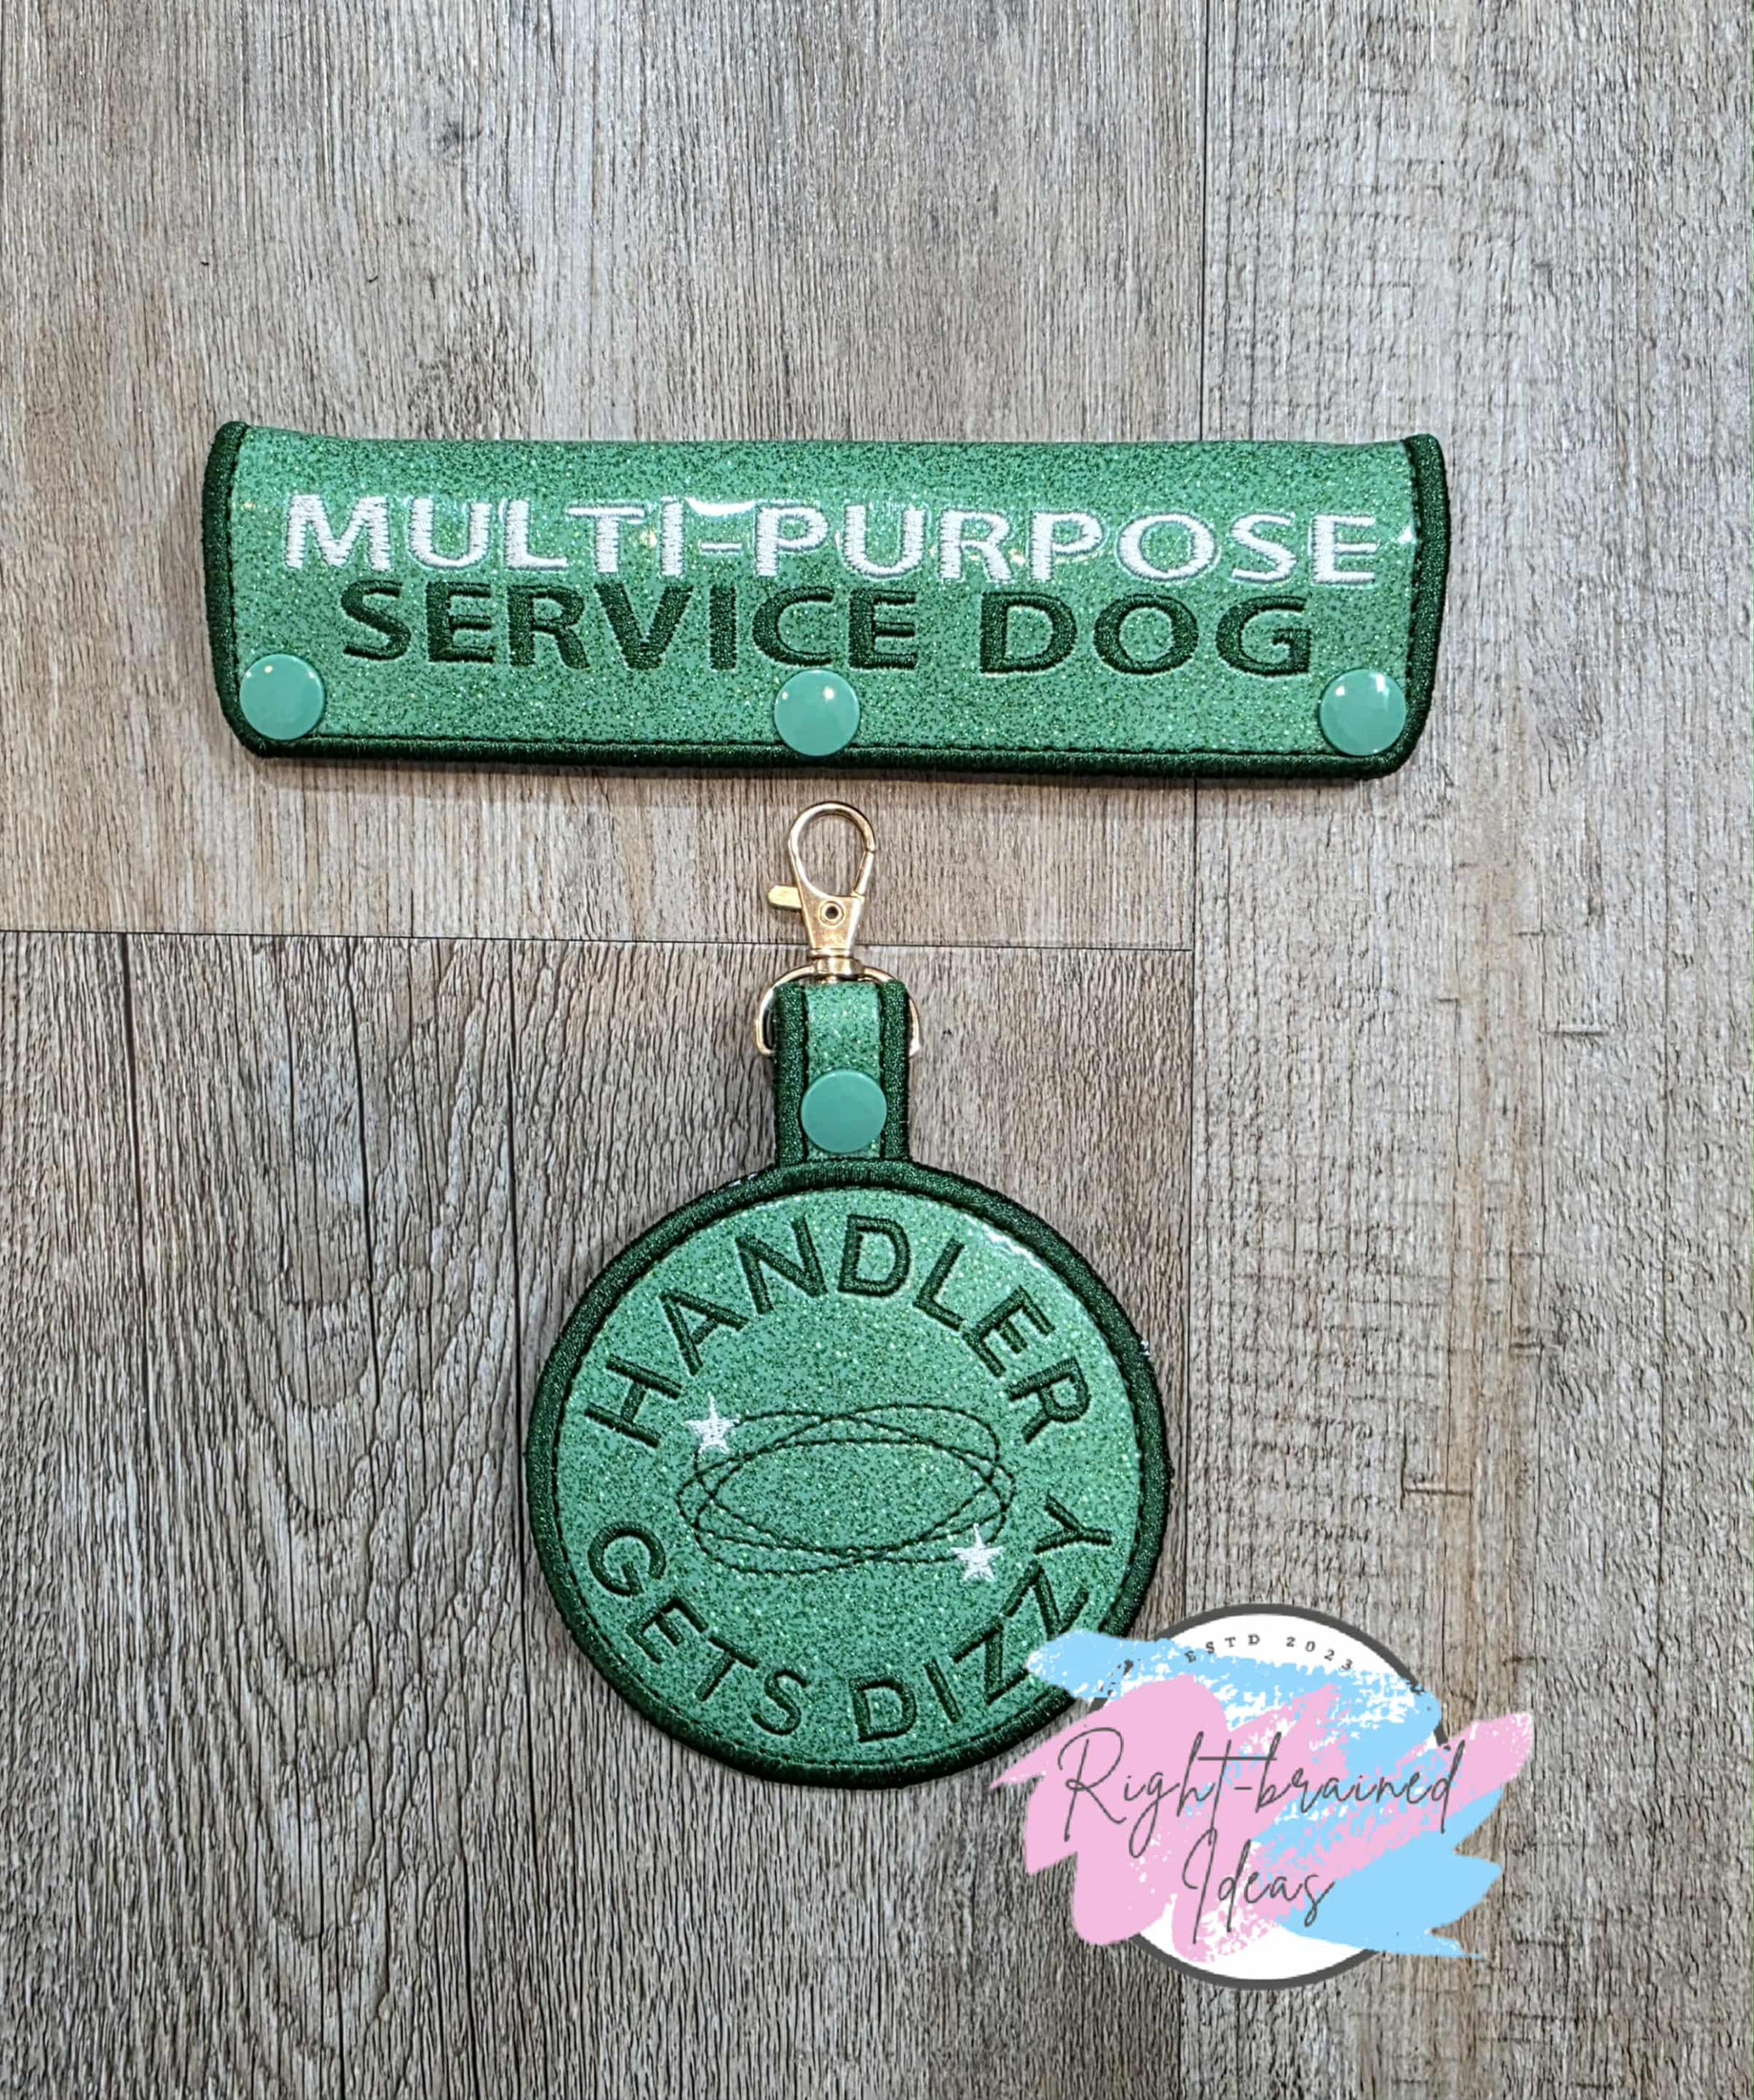 MULTI-PURPOSE
SERVICE DOG
HANDLER
GETS DIZZY
ESTD 2023
Right-brained
Ideas